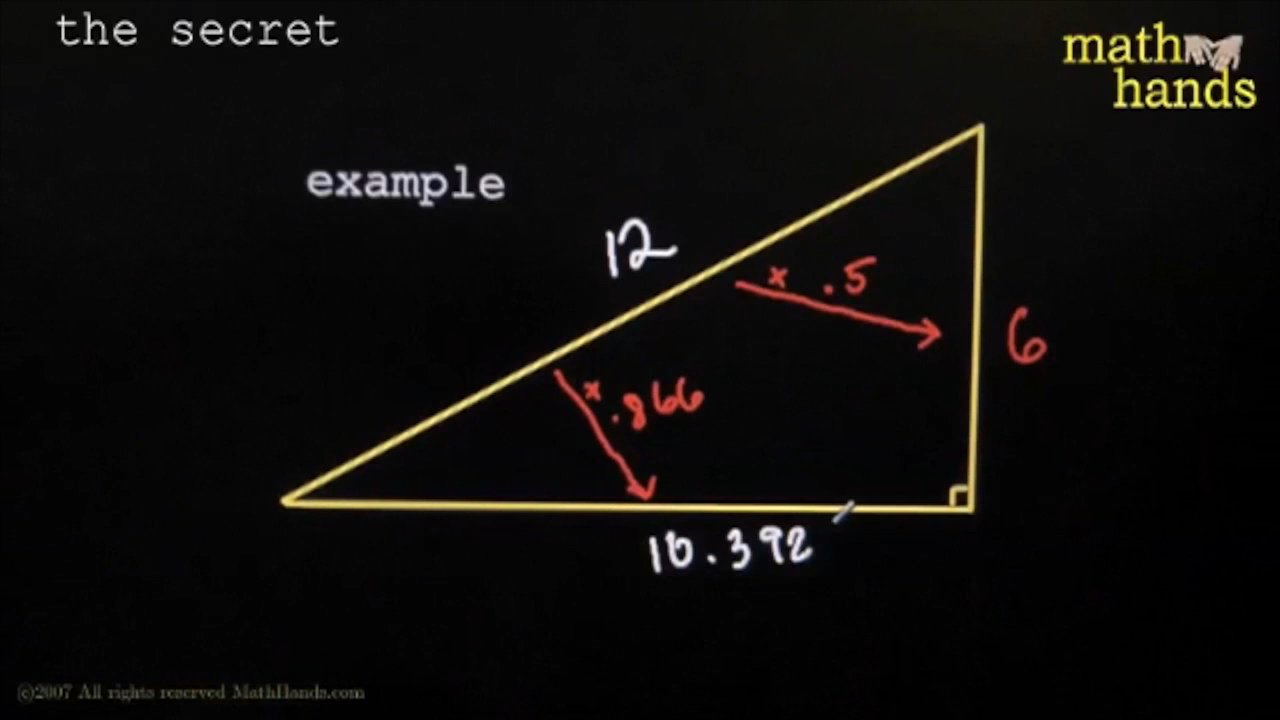 the secret
math
hands
example
12
x .5
6
x .866
10.392
©2007 All rights reserved MathHands.com